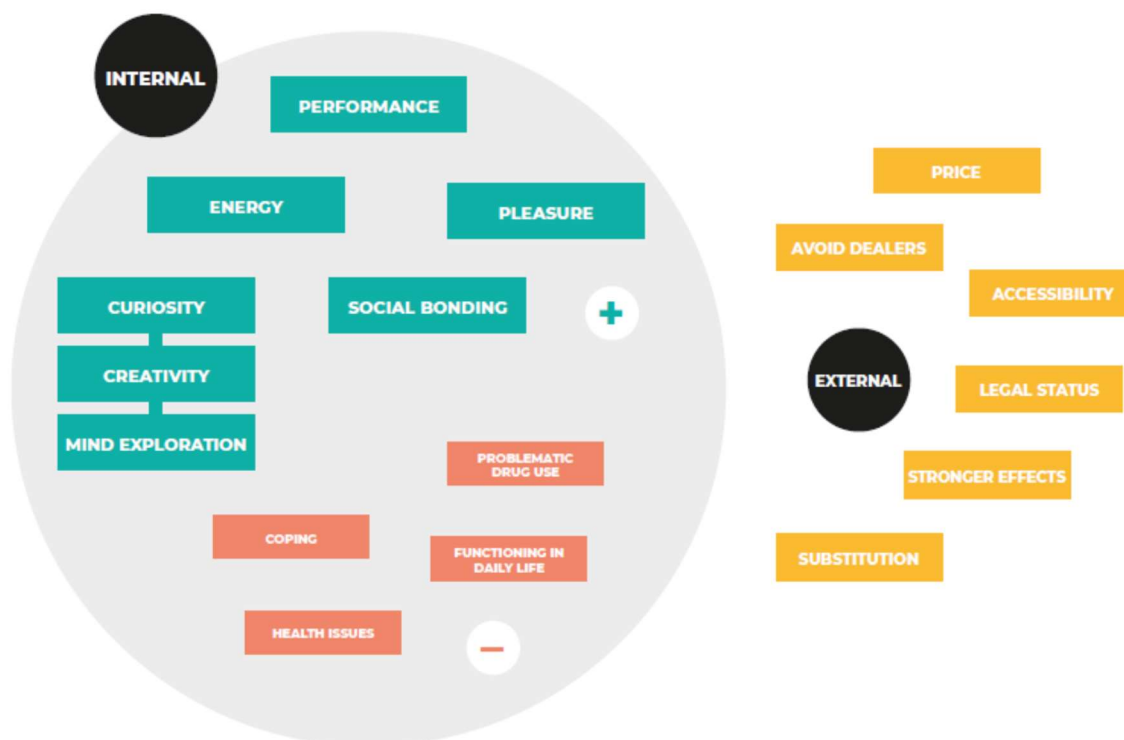 INTERNAL
PERFORMANCE
ENERGY
PLEASURE
CURIOSITY
SOCIAL BONDING
+
CREATIVITY
MIND EXPLORATION
PROBLEMATIC
DRUG USE
COPING
FUNCTIONING IN
DAILY LIFE
HEALTH ISSUES
–
PRICE
AVOID DEALERS
ACCESSIBILITY
EXTERNAL
LEGAL STATUS
STRONGER EFFECTS
SUBSTITUTION